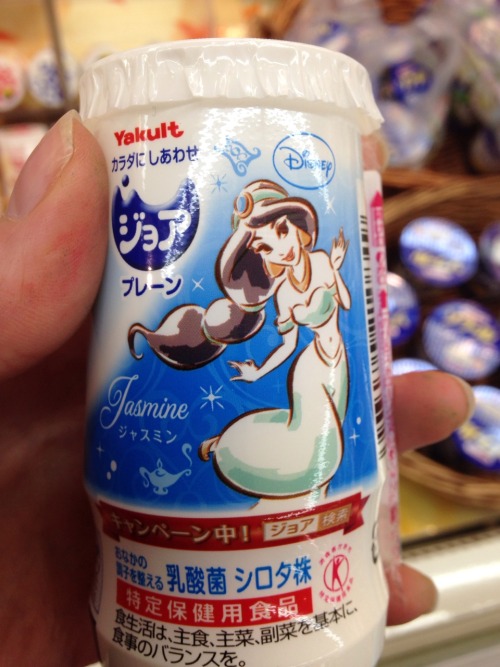 Yakult
カラダにしあわせ
Disney
ジョア
プレーン
Jasmine
ジャスミン
キャンペーン中! ジョア 検索
おなかの
調子を整える 乳酸菌 シロタ株
特定保健用食品
食生活は、主食、主菜、副菜を基本に、
食事のバランスを。